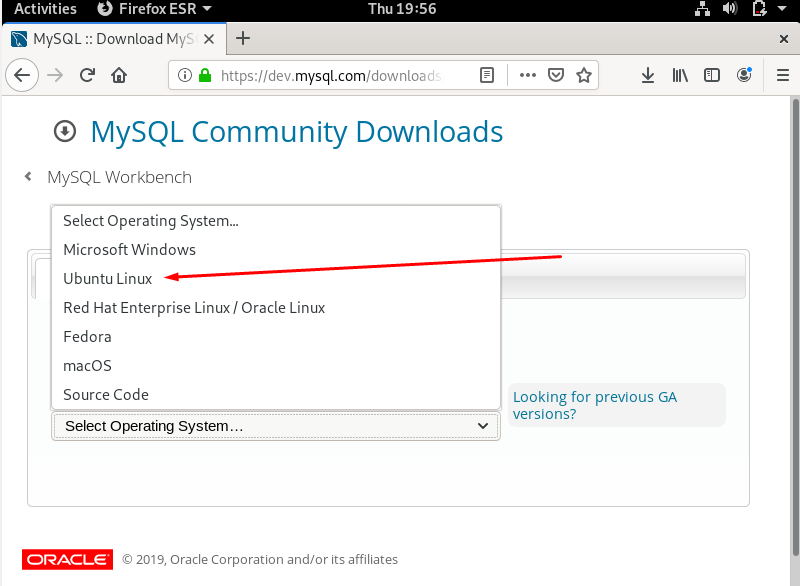 Activities Firefox ESR Thu 19:56
MySQL :: Download MyS
https://dev.mysql.com/downloads
MySQL Community Downloads
MySQL Workbench
Select Operating System...
Microsoft Windows
Ubuntu Linux
Red Hat Enterprise Linux / Oracle Linux
Fedora
macOS
Source Code
Select Operating System...
Looking for previous GA
versions?
ORACLE © 2019, Oracle Corporation and/or its affiliates